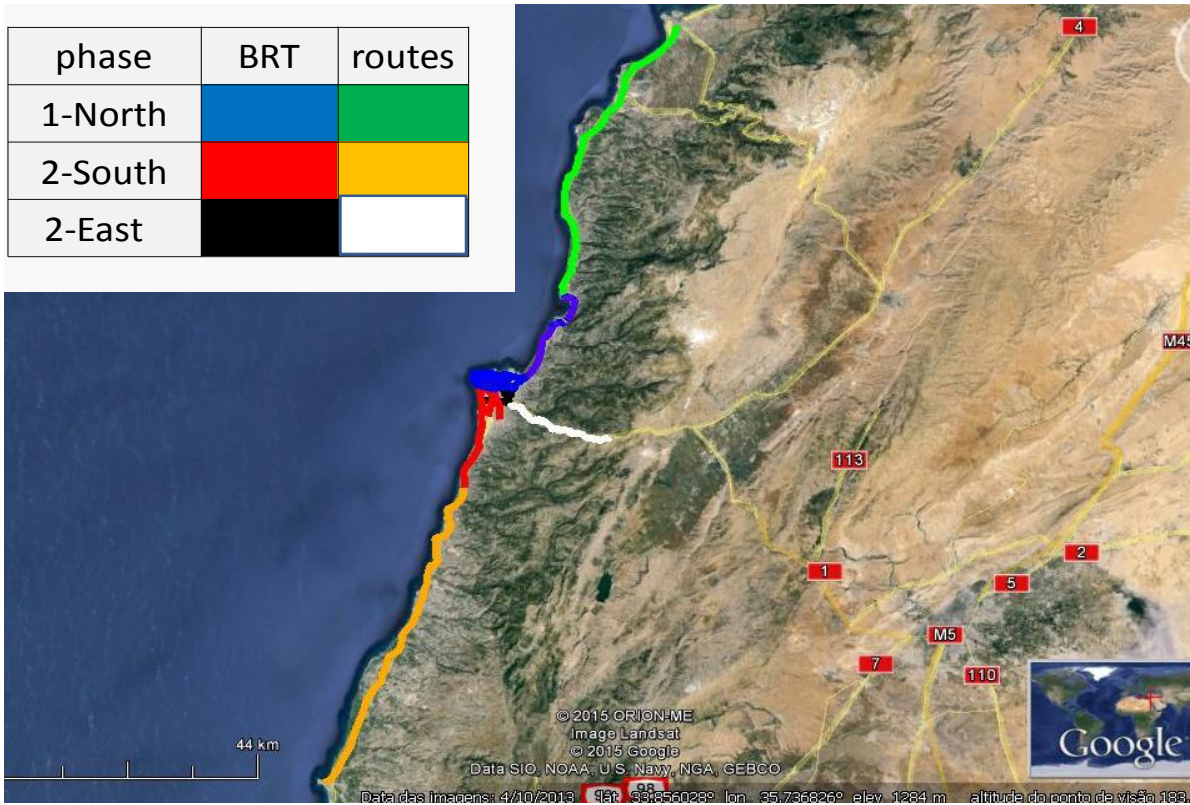 phase BRT routes
1-North
2-South
2-East
4
M45
113
1
2
5
M5
7
110
44 km
© 2015 ORION-ME
Image Landsat
© 2015 Google
Data SIO, NOAA, U.S. Navy, NGA, GEBCO
Google
Data das imagens: 4/10/2013 lat 33.856028° lon 35.736826° elev 1284 m altitude do ponto de visão 183